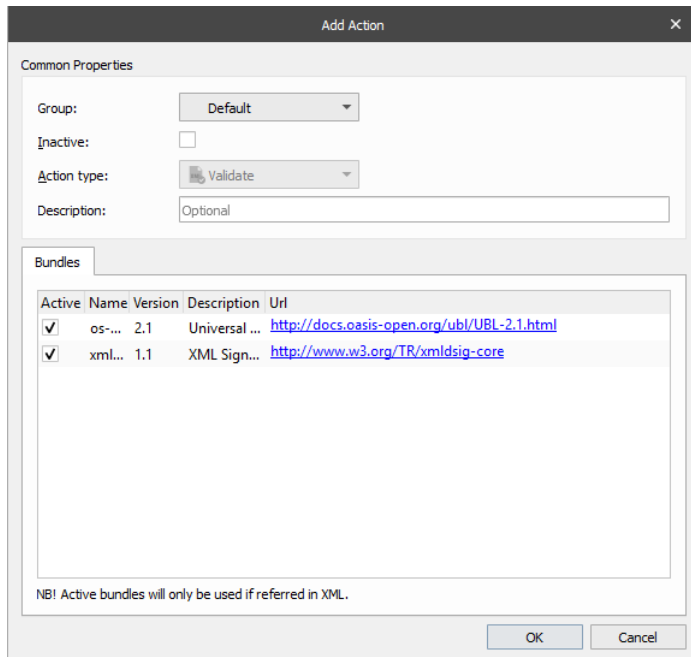 Add Action
Common Properties
Group: Default
Inactive:
Action type: Validate
Description: Optional
Bundles
Active Name Version Description Url
os-... 2.1 Universal ... http://docs.oasis-open.org/ubl/UBL-2.1.html
xml... 1.1 XML Sign... http://www.w3.org/TR/xmldsig-core
NB! Active bundles will only be used if referred in XML.
OK Cancel